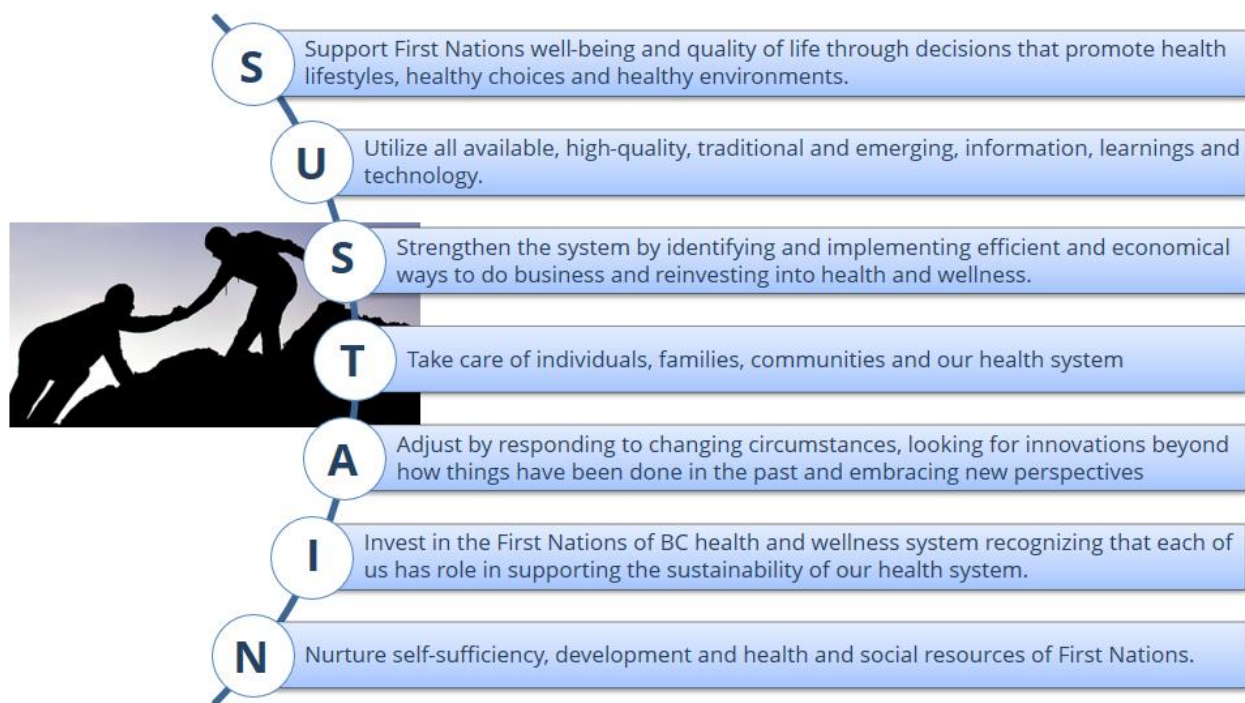 S
Support First Nations well-being and quality of life through decisions that promote health
lifestyles, healthy choices and healthy environments.
U
Utilize all available, high-quality, traditional and emerging, information, learnings and
technology.
S
Strengthen the system by identifying and implementing efficient and economical
ways to do business and reinvesting into health and wellness.
T
Take care of individuals, families, communities and our health system
A
Adjust by responding to changing circumstances, looking for innovations beyond
how things have been done in the past and embracing new perspectives
I
Invest in the First Nations of BC health and wellness system recognizing that each of
us has role in supporting the sustainability of our health system.
N
Nurture self-sufficiency, development and health and social resources of First Nations.